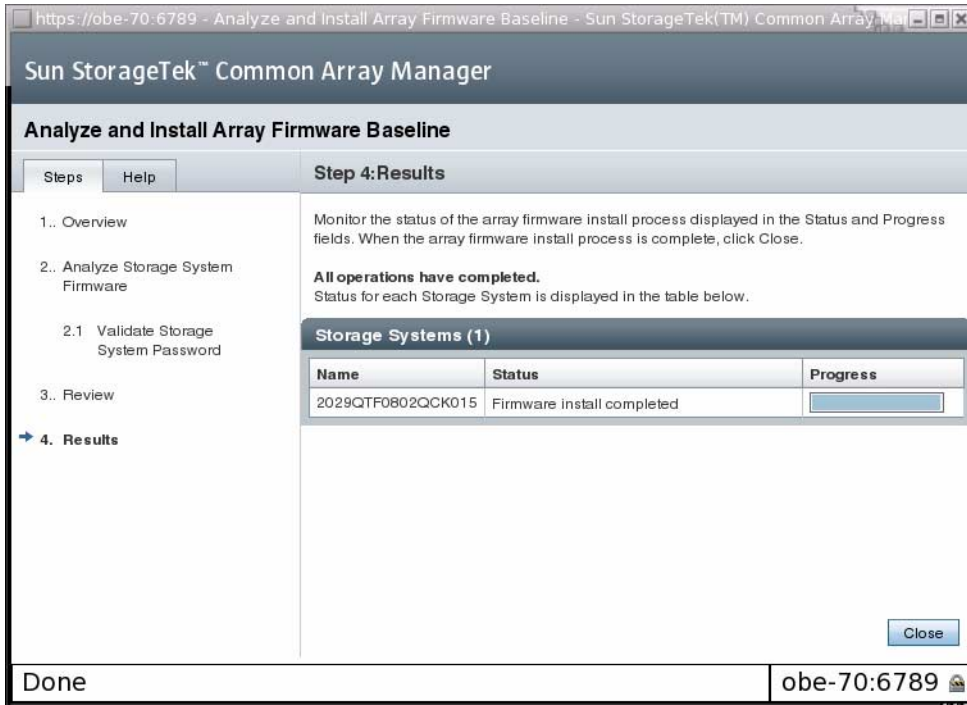 https://obe-70:6789 - Analyze and Install Array Firmware Baseline - Sun StorageTek(TM) Common Array Mar
Sun StorageTek™ Common Array Manager
Analyze and Install Array Firmware Baseline
Steps
Help
1.. Overview
2.. Analyze Storage System
Firmware
2.1 Validate Storage
System Password
3.. Review
4. Results
Step 4:Results
Monitor the status of the array firmware install process displayed in the Status and Progress
fields. When the array firmware install process is complete, click Close.
All operations have completed.
Status for each Storage System is displayed in the table below.
Storage Systems (1)
Name Status Progress
2029QTF0802QCK015 Firmware install completed
Close
Done
obe-70:6789